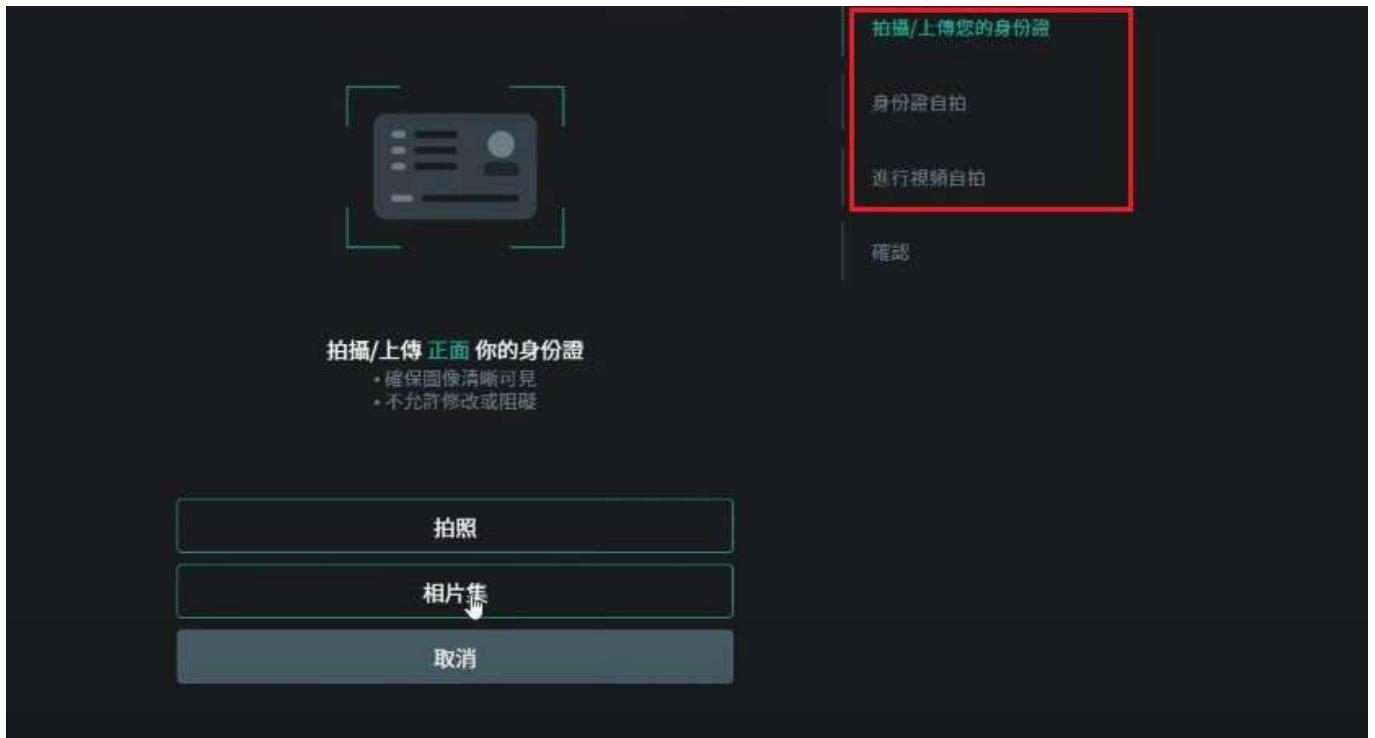 拍攝/上傳您的身份證
身份證自拍
進行視頻自拍
確認
拍攝/上傳 正面 你的身份證
• 確保圖像清晰可見
• 不允許修改或阻礙
拍照
相片集
取消